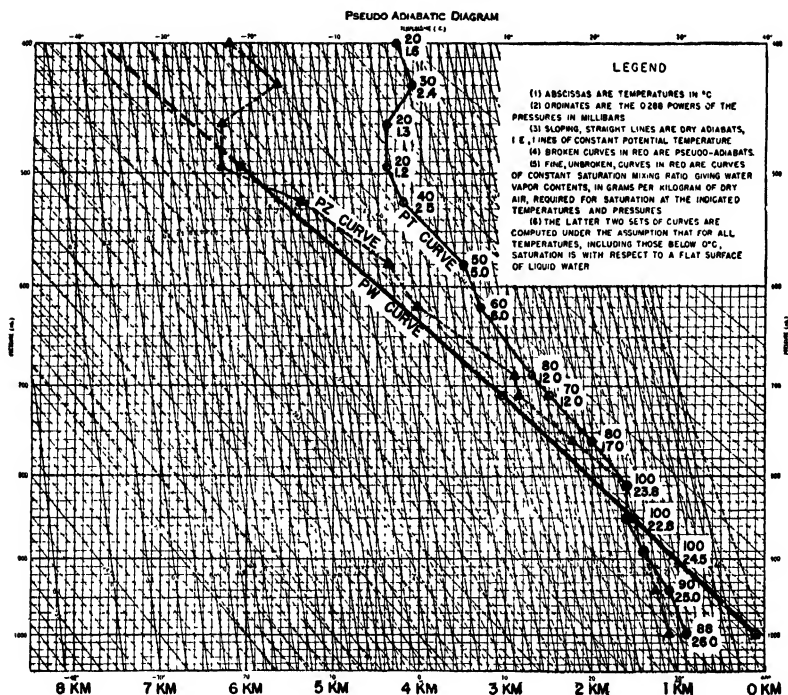 PSEUDO ADIABATIC DIAGRAM
LEGEND
(1) ABSCISSAS ARE TEMPERATURES IN °C
(2) ORDINATES ARE THE 0.288 POWERS OF THE
PRESSURES IN MILLIBARS
(3) SLOPING, STRAIGHT LINES ARE DRY ADIABATS,
I.E., LINES OF CONSTANT POTENTIAL TEMPERATURE
(4) BROKEN CURVES IN RED ARE PSEUDO-ADIABATS.
(5) FINE, UNBROKEN, CURVES IN RED ARE CURVES
OF CONSTANT SATURATION MIXING RATIO GIVING WATER
VAPOR CONTENTS, IN GRAMS PER KILOGRAM OF DRY
AIR, REQUIRED FOR SATURATION AT THE INDICATED
TEMPERATURES AND PRESSURES
(6) THE LATTER TWO SETS OF CURVES ARE
COMPUTED UNDER THE ASSUMPTION THAT FOR ALL
TEMPERATURES, INCLUDING THOSE BELOW 0°C,
SATURATION IS WITH RESPECT TO A FLAT SURFACE
OF LIQUID WATER
20
1.6
30
2.4
20
1.3
20
1.2
40
2.5
PZ CURVE
PT CURVE
PW CURVE
50
5.0
60
6.0
80
12.0
70
12.0
80
17.0
100
23.8
100
22.8
100
24.5
90
25.0
88
26.0
400
500
600
700
800
900
1000
8 KM 7 KM 6 KM 5 KM 4 KM 3 KM 2 KM 1 KM 0 KM